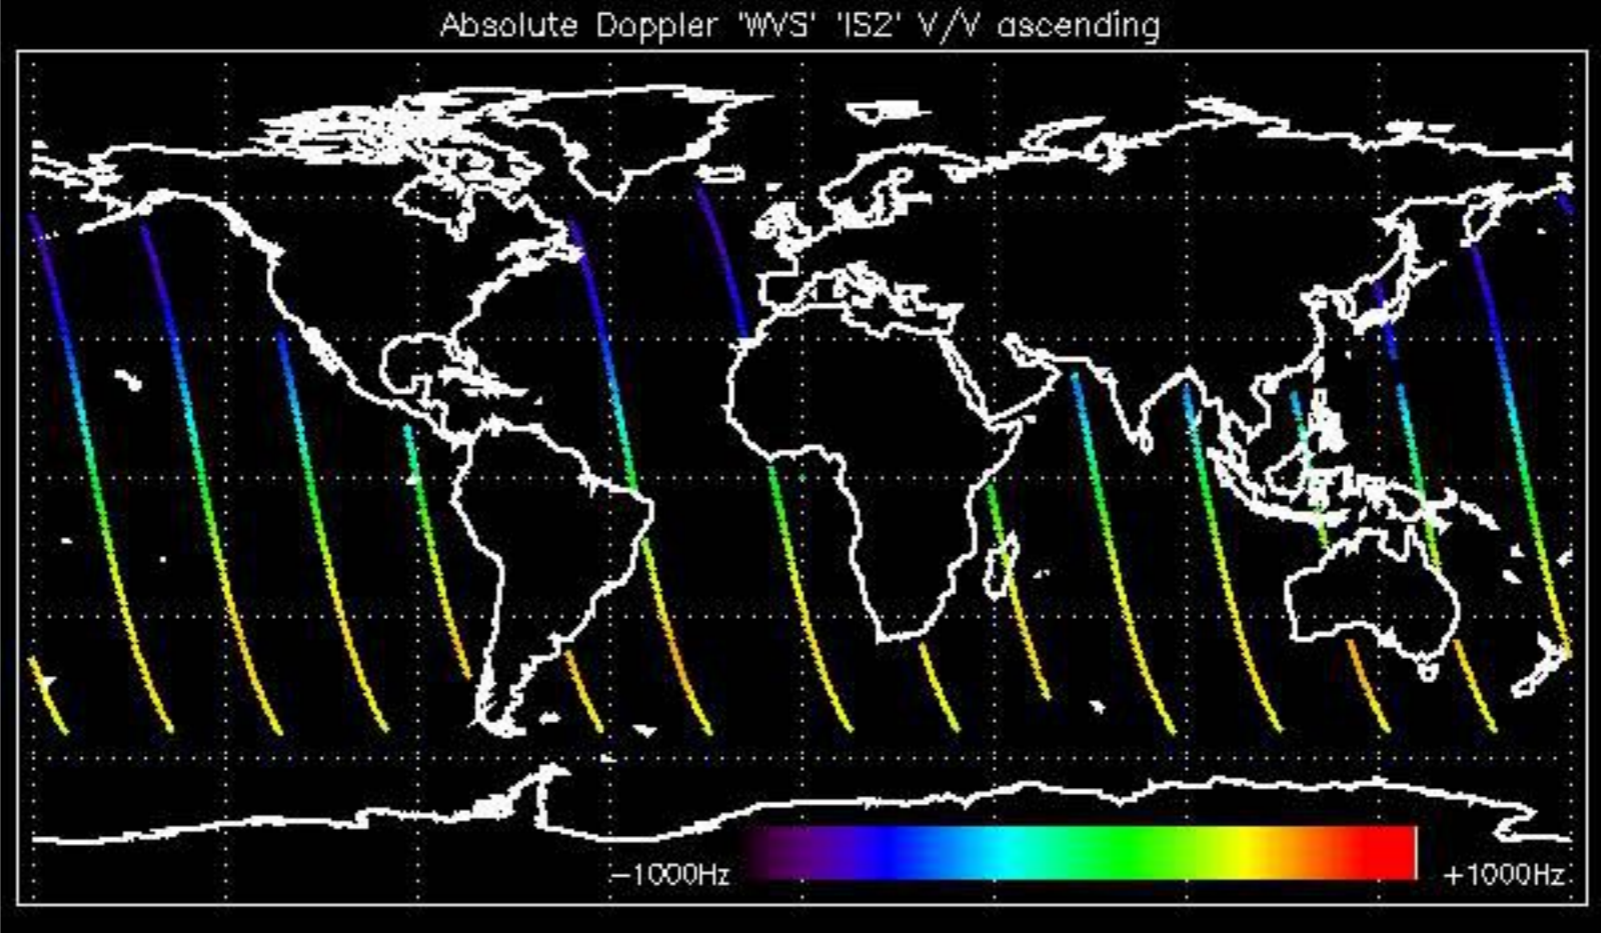 Absolute Doppler 'WVS' 'IS2' V/V ascending
-1000Hz +1000Hz